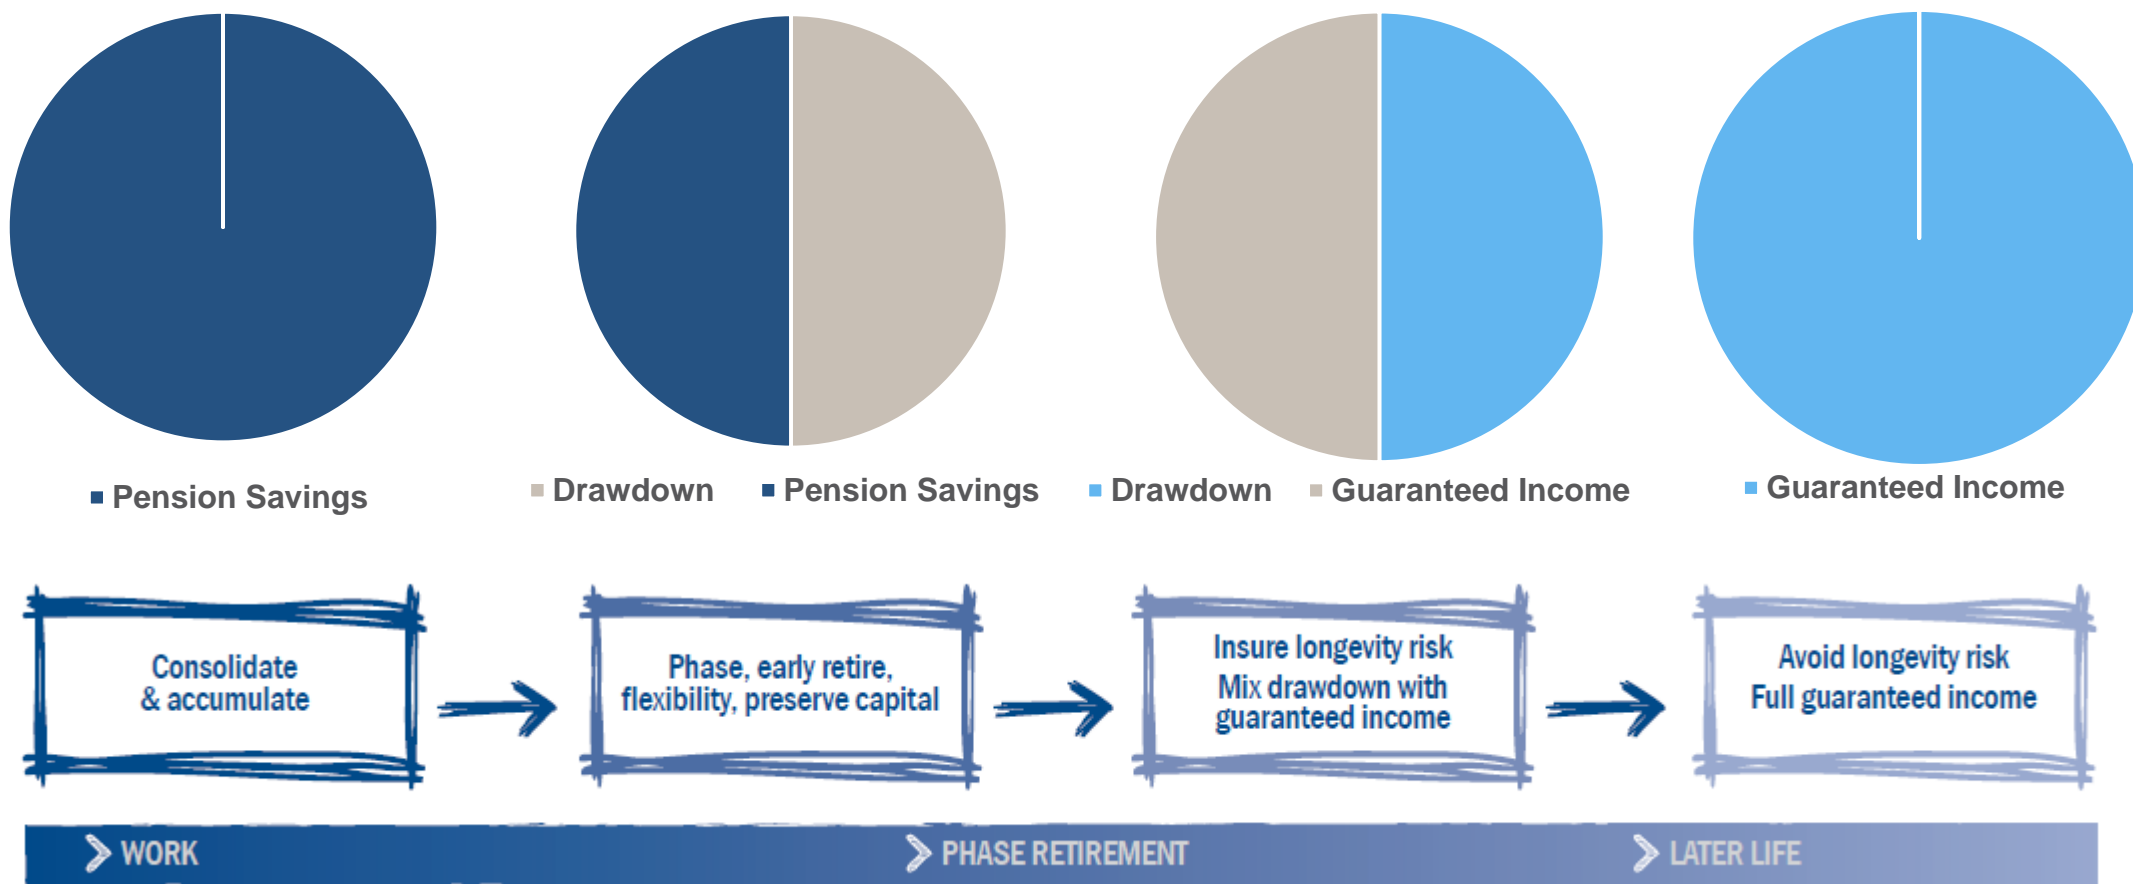 Pension Savings
Drawdown Pension Savings
Drawdown Guaranteed Income
Guaranteed Income
Consolidate
& accumulate
Phase, early retire,
flexibility, preserve capital
Insure longevity risk
Mix drawdown with
guaranteed income
Avoid longevity risk
Full guaranteed income
WORK
PHASE RETIREMENT
LATER LIFE